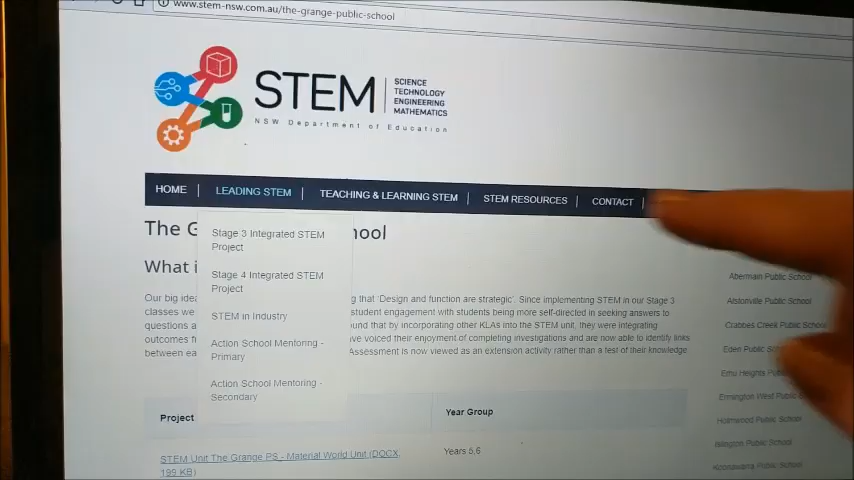 www.stem-nsw.com.au/the-grange-public-school
STEM
SCIENCE
TECHNOLOGY
ENGINEERING
MATHEMATICS
NSW Department of Education
HOME | LEADING STEM | TEACHING & LEARNING STEM | STEM RESOURCES | CONTACT |
The G hool
Stage 3 Integrated STEM
Project
What i
Stage 4 Integrated STEM
Project
STEM in Industry
Action School Mentoring -
Primary
Action School Mentoring -
Secondary
Our big idea g that 'Design and function are strategic'. Since implementing STEM in our Stage 3
classes we student engagement with students being more self-directed in seeking answers to
questions a und that by incorporating other KLAs into the STEM unit, they were integrating
outcomes f ve voiced their enjoyment of completing investigations and are now able to identify links
between ea Assessment is now viewed as an extension activity rather than a test of their knowledge
Project Year Group
STEM Unit The Grange PS - Material World Unit (DOCX, Years 5,6
199 KB)
Abermain Public School
Alstonville Public School
Crabbes Creek Public School
Eden Public Sc
Emu Heights Pub
Ermington West Public
Holmwood Public School
Islington Public School
Koonawarra Public School